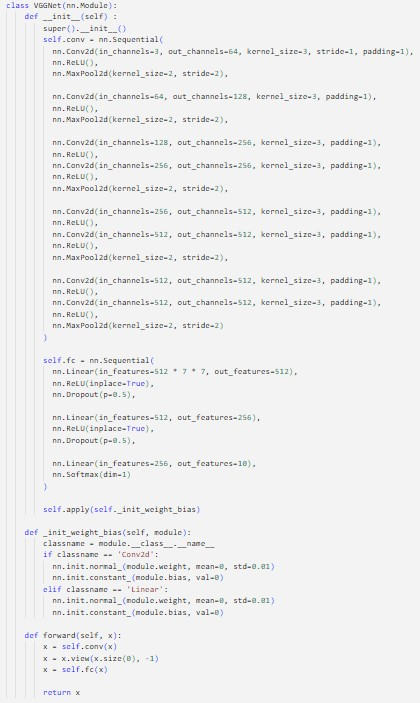 class VGGNet(nn.Module):
    def __init__(self) :
        super().__init__()
        self.conv = nn.Sequential(
            nn.Conv2d(in_channels=3, out_channels=64, kernel_size=3, stride=1, padding=1),
            nn.ReLU(),
            nn.MaxPool2d(kernel_size=2, stride=2),

            nn.Conv2d(in_channels=64, out_channels=128, kernel_size=3, padding=1),
            nn.ReLU(),
            nn.MaxPool2d(kernel_size=2, stride=2),

            nn.Conv2d(in_channels=128, out_channels=256, kernel_size=3, padding=1),
            nn.ReLU(),
            nn.Conv2d(in_channels=256, out_channels=256, kernel_size=3, padding=1),
            nn.ReLU(),
            nn.MaxPool2d(kernel_size=2, stride=2),

            nn.Conv2d(in_channels=256, out_channels=512, kernel_size=3, padding=1),
            nn.ReLU(),
            nn.Conv2d(in_channels=512, out_channels=512, kernel_size=3, padding=1),
            nn.ReLU(),
            nn.MaxPool2d(kernel_size=2, stride=2),

            nn.Conv2d(in_channels=512, out_channels=512, kernel_size=3, padding=1),
            nn.ReLU(),
            nn.Conv2d(in_channels=512, out_channels=512, kernel_size=3, padding=1),
            nn.ReLU(),
            nn.MaxPool2d(kernel_size=2, stride=2)
        )

        self.fc = nn.Sequential(
            nn.Linear(in_features=512 * 7 * 7, out_features=512),
            nn.ReLU(inplace=True),
            nn.Dropout(p=0.5),

            nn.Linear(in_features=512, out_features=256),
            nn.ReLU(inplace=True),
            nn.Dropout(p=0.5),

            nn.Linear(in_features=256, out_features=10),
            nn.Softmax(dim=1)
        )

        self.apply(self._init_weight_bias)

    def _init_weight_bias(self, module):
        classname = module.__class__.__name__
        if classname == 'Conv2d':
            nn.init.normal_(module.weight, mean=0, std=0.01)
            nn.init.constant_(module.bias, val=0)
        elif classname == 'Linear':
            nn.init.normal_(module.weight, mean=0, std=0.01)
            nn.init.constant_(module.bias, val=0)

    def forward(self, x):
        x = self.conv(x)
        x = x.view(x.size(0), -1)
        x = self.fc(x)

        return x